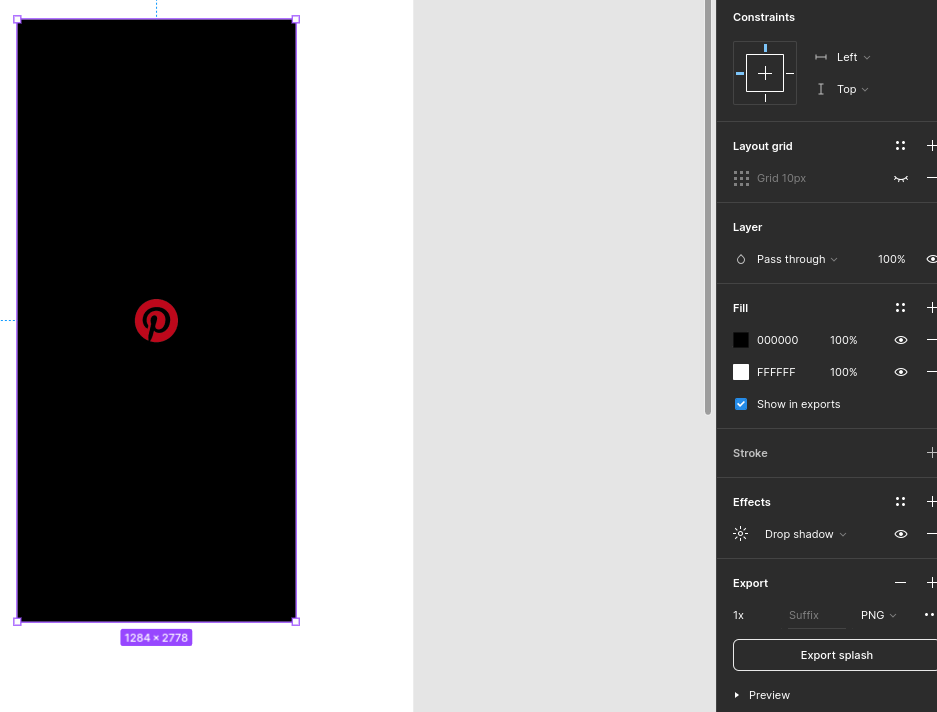 1284 × 2778
Constraints
Left
Top
Layout grid
Grid 10px
Layer
Pass through 100%
Fill
000000 100%
FFFFFF 100%
Show in exports
Stroke
Effects
Drop shadow
Export
1x Suffix PNG
Export splash
Preview